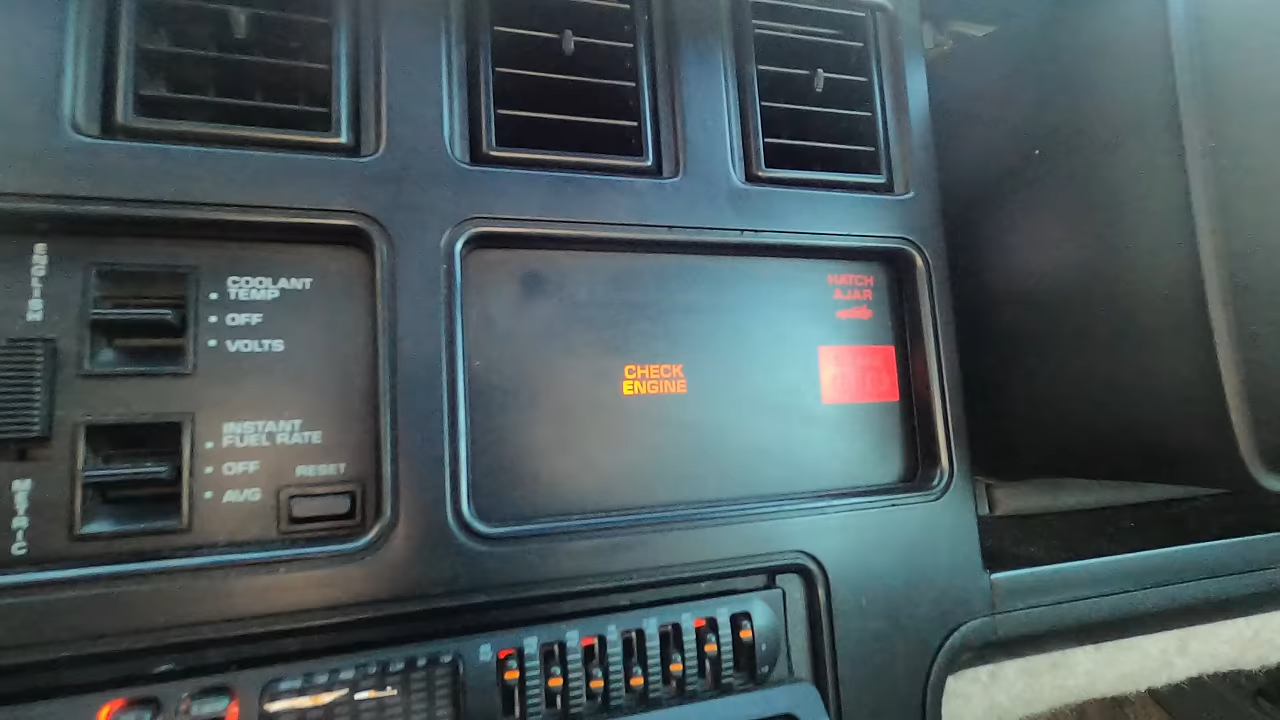 ENGLISH
COOLANT
TEMP
OFF
VOLTS
INSTANT
FUEL RATE
OFF
AVG
RESET
METRIC
HATCH
AJAR
CHECK
ENGINE